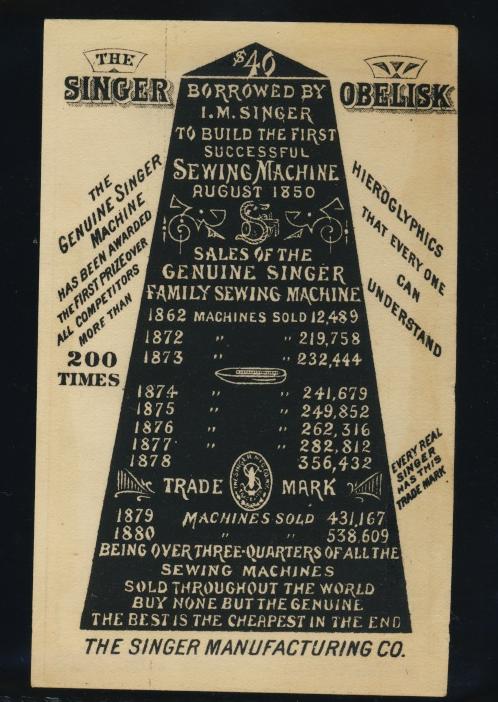 THE
SINGER
OBELISK
$40
BORROWED BY
I.M. SINGER
TO BUILD THE FIRST
SUCCESSFUL
SEWING MACHINE
AUGUST 1850
SALES OF THE
GENUINE SINGER
FAMILY SEWING MACHINE
1862 MACHINES SOLD 12,489
1872 " " 219,758
1873 " " 232,444
1874 " " 241,679
1875 " " 249,852
1876 " " 262,316
1877 " " 282,812
1878 356,432
TRADE MARK
1879 MACHINES SOLD 431,167
1880 " " 538,609
BEING OVER THREE-QUARTERS OF ALL THE
SEWING MACHINES
SOLD THROUGHOUT THE WORLD
BUY NONE BUT THE GENUINE
THE BEST IS THE CHEAPEST IN THE END
THE
GENUINE SINGER
MACHINE
HAS BEEN AWARDED
THE FIRST PRIZE OVER
ALL COMPETITORS
MORE THAN
200
TIMES
HIEROGLYPHICS
THAT EVERY ONE
CAN
UNDERSTAND
EVERY REAL
SINGER
HAS THIS
TRADE MARK
THE SINGER MANUFACTURING CO.